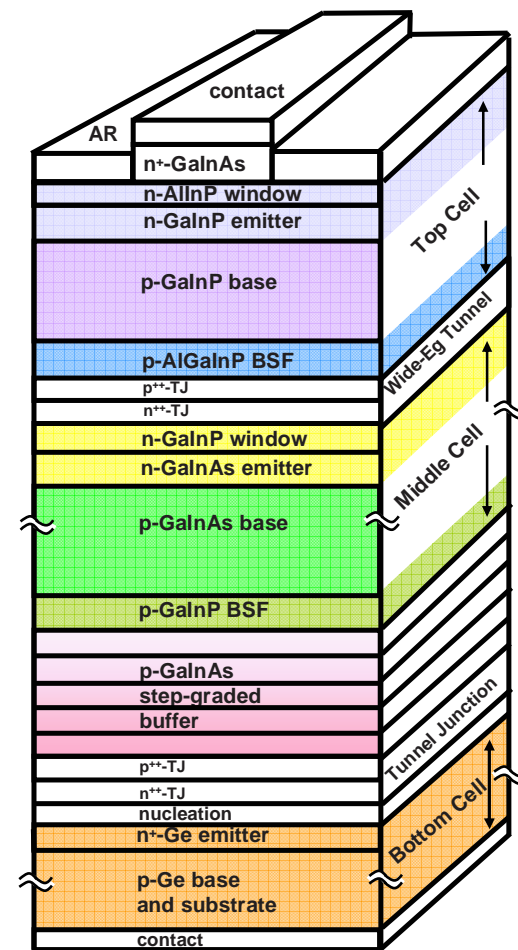 contact
AR
n⁺-GaInAs
n-AlInP window
n-GaInP emitter
p-GaInP base
p-AlGaInP BSF
p⁺⁺-TJ
n⁺⁺-TJ
n-GaInP window
n-GaInAs emitter
p-GaInAs base
p-GaInP BSF
p-GaInAs
step-graded
buffer
p⁺⁺-TJ
n⁺⁺-TJ
nucleation
n⁺-Ge emitter
p-Ge base
and substrate
contact
Top Cell
Wide-Eg Tunnel
Middle Cell
Tunnel Junction
Bottom Cell